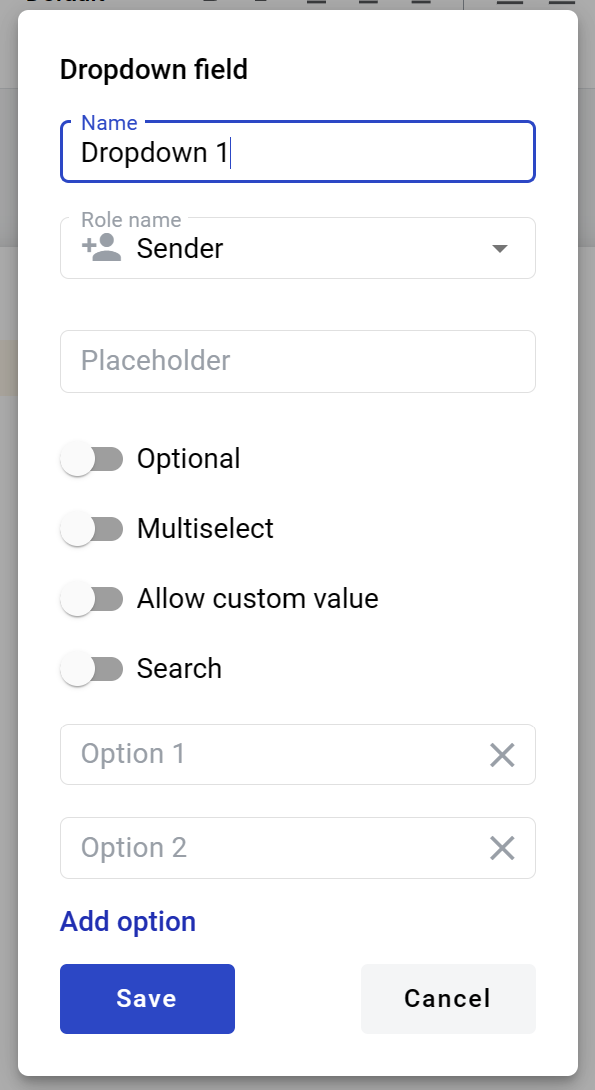 Dropdown field
Name
Dropdown 1
Role name
Sender
Placeholder
Optional
Multiselect
Allow custom value
Search
Option 1
Option 2
Add option
Save
Cancel